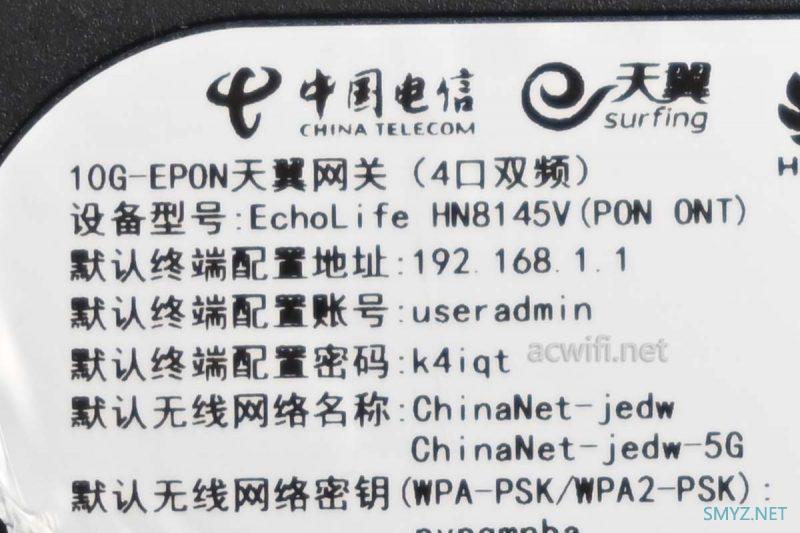 中国电信
CHINA TELECOM
天翼
surfing
H
10G-EPON天翼网关（4口双频）
设备型号:EchoLife HN8145V(PON ONT)
默认终端配置地址:192.168.1.1
默认终端配置账号:useradmin
默认终端配置密码:k4iqt
acwifi.net
默认无线网络名称:ChinaNet-jedw
ChinaNet-jedw-5G
默认无线网络密钥(WPA-PSK/WPA2-PSK):
SMYZ.NET